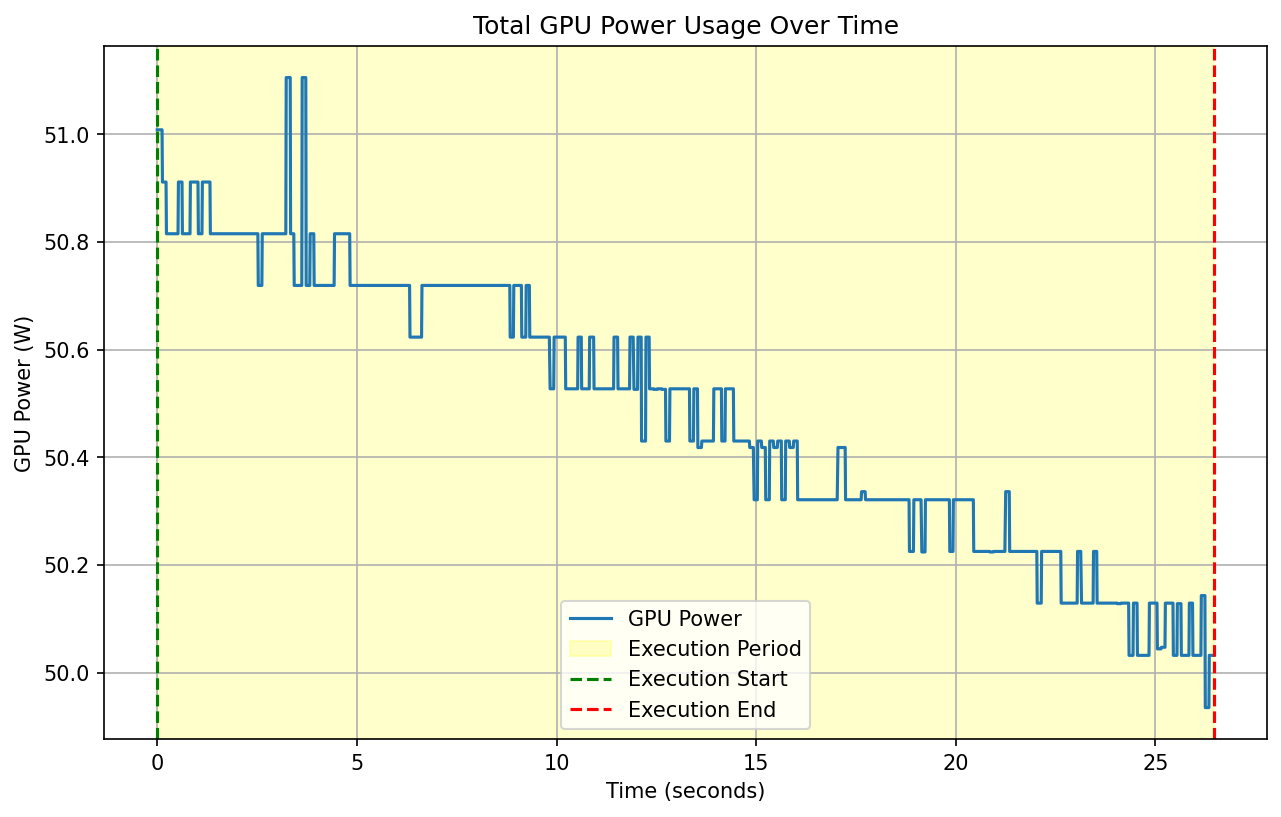 Total GPU Power Usage Over Time
GPU Power (W)
51.0
50.8
50.6
50.4
50.2
50.0
GPU Power
Execution Period
Execution Start
Execution End
0 5 10 15 20 25
Time (seconds)